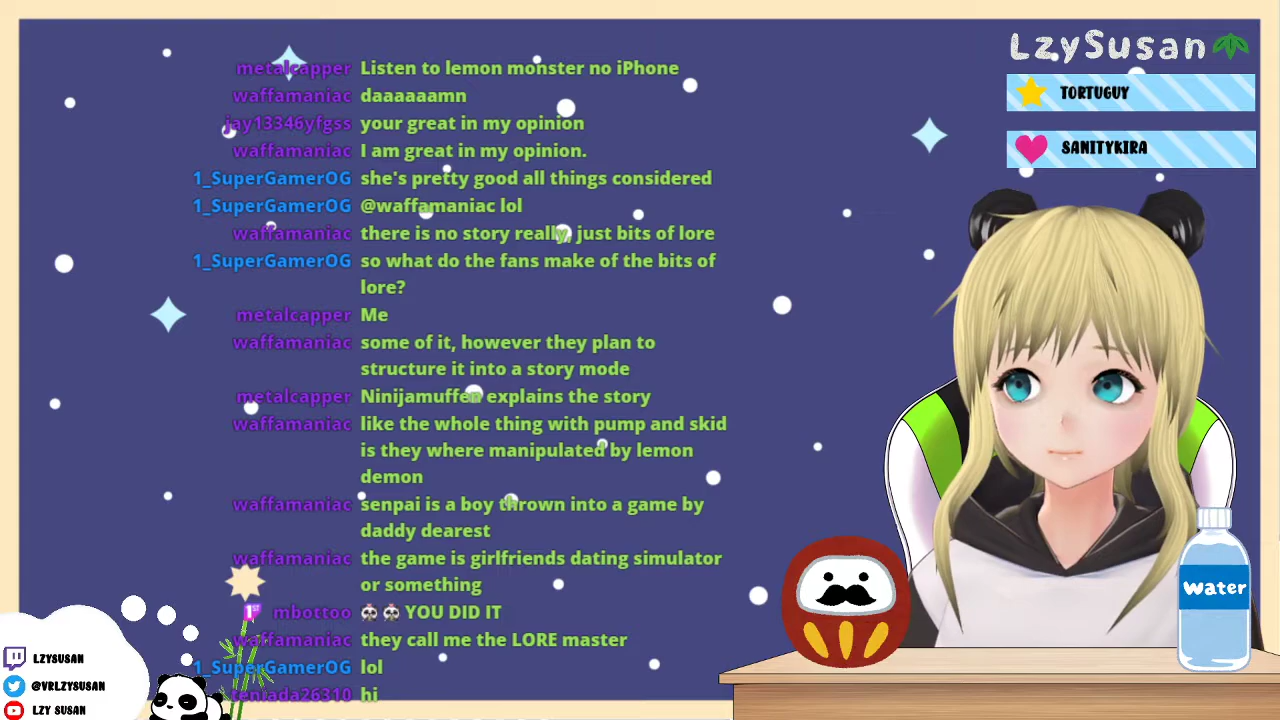 metalcapper Listen to lemon monster no iPhone
waffamaniac daaaaaamn
jay13346yfgss your great in my opinion
waffamaniac I am great in my opinion.
1_SuperGamerOG she's pretty good all things considered
1_SuperGamerOG @waffamaniac lol
waffamaniac there is no story really, just bits of lore
1_SuperGamerOG so what do the fans make of the bits of
lore?
metalcapper Me
waffamaniac some of it, however they plan to
structure it into a story mode
metalcapper Ninijamuffen explains the story
waffamaniac like the whole thing with pump and skid
is they where manipulated by lemon
demon
waffamaniac senpai is a boy thrown into a game by
daddy dearest
waffamaniac the game is girlfriends dating simulator
or something
1ST mbottoo YOU DID IT
waffamaniac they call me the LORE master
1_SuperGamerOG lol
tentada26310 hi
LzySusan
TORTUGUY
SANITYKIRA
Water
LZYSUSAN
@VRLZYSUSAN
LZY SUSAN